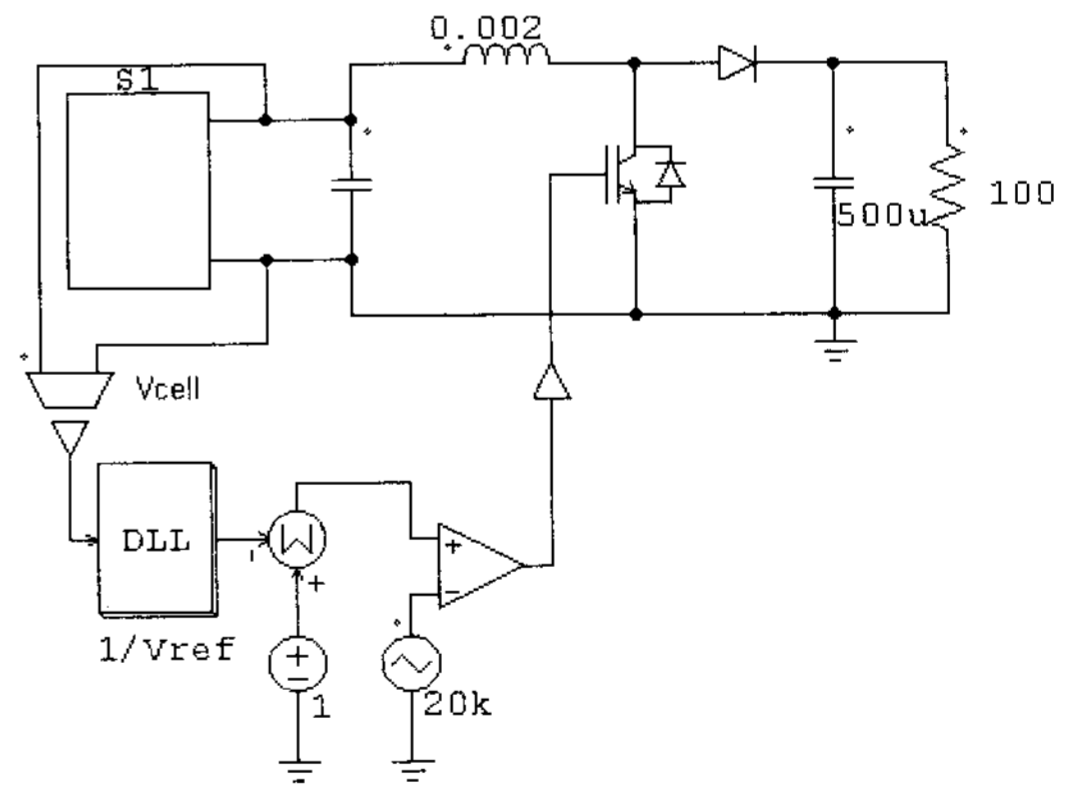 0.002
S1
500u
100
Vcell
DLL
+
-
+
1/Vref
+
-
1
20k